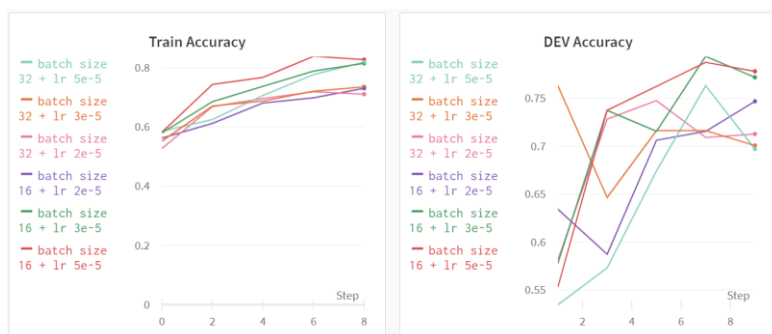 Train Accuracy
batch size
32 + lr 5e-5
batch size
32 + lr 3e-5
batch size
32 + lr 2e-5
batch size
16 + lr 2e-5
batch size
16 + lr 3e-5
batch size
16 + lr 5e-5
0.8
0.6
0.4
0.2
0
Step
0 2 4 6 8
DEV Accuracy
batch size
32 + lr 5e-5
batch size
32 + lr 3e-5
batch size
32 + lr 2e-5
batch size
16 + lr 2e-5
batch size
16 + lr 3e-5
batch size
16 + lr 5e-5
0.75
0.7
0.65
0.6
0.55
Step
2 4 6 8